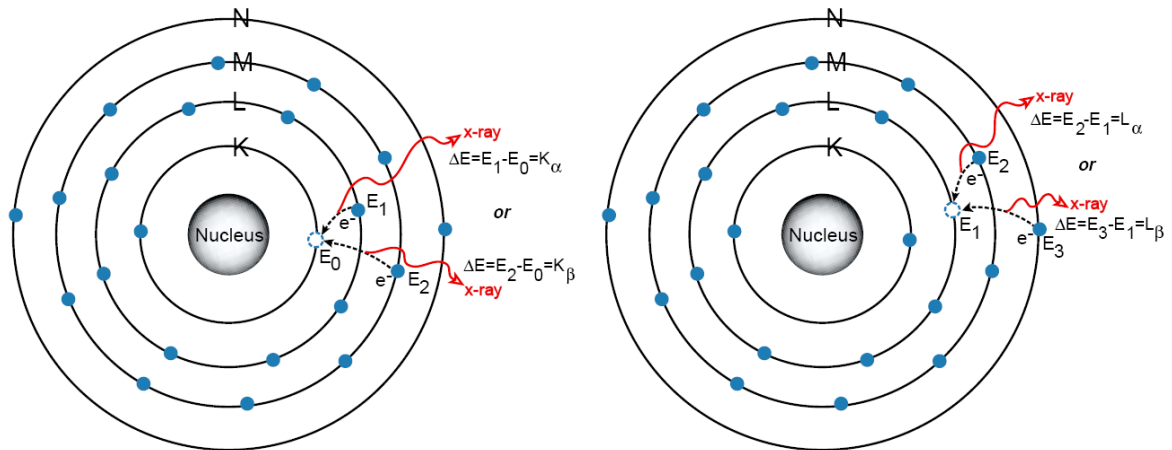 N
M
L
K
x-ray
ΔE=E₁-E₀=Kα
E₁
or
e⁻
Nucleus
E₀
ΔE=E₂-E₀=Kβ
e⁻
E₂
x-ray
N
M
L
K
x-ray
ΔE=E₂-E₁=Lα
E₂
or
e⁻
x-ray
E₁
ΔE=E₃-E₁=Lβ
Nucleus
e⁻
E₃